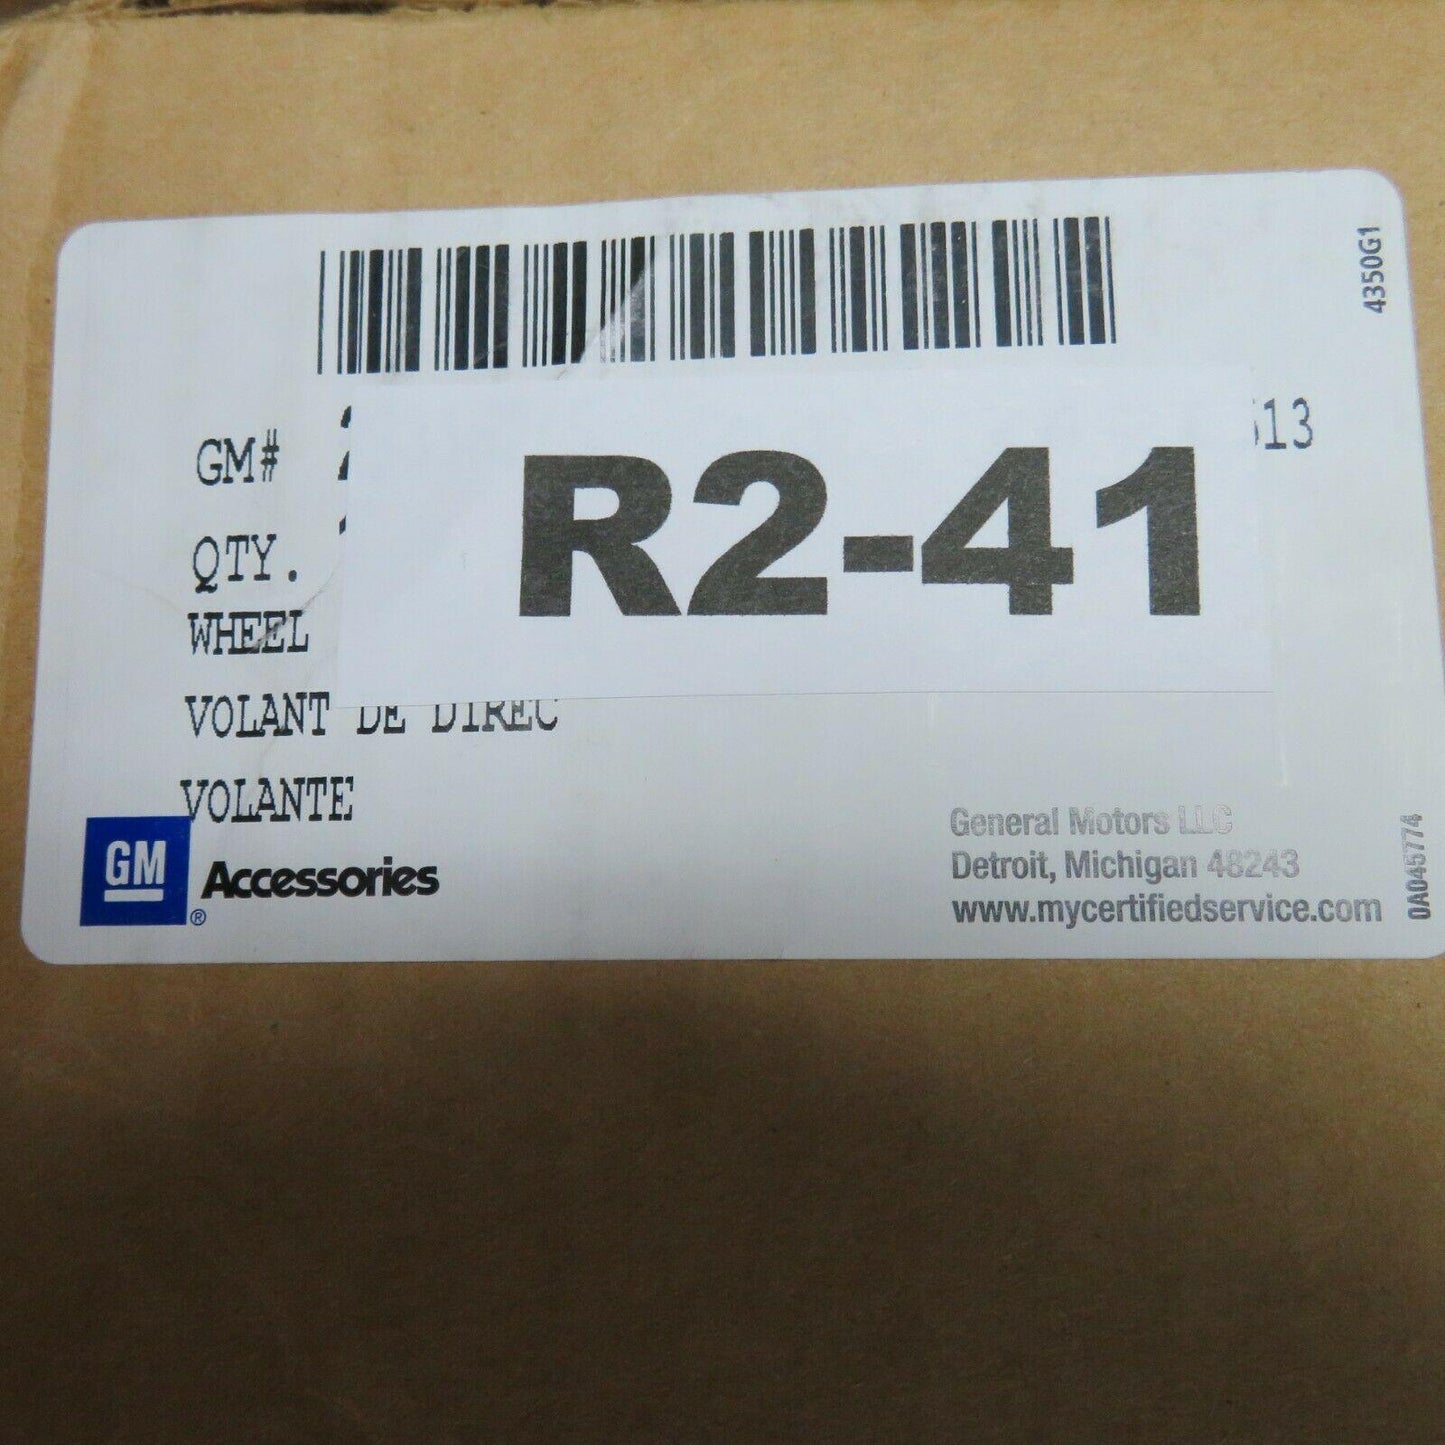 4350G1
GM#
13
QTY.
R2-41
WHEEL
VOLANT DE DIREC
VOLANTE
GM
Accessories
®
General Motors LLC
Detroit, Michigan 48243
www.mycertifiedservice.com
0A045774